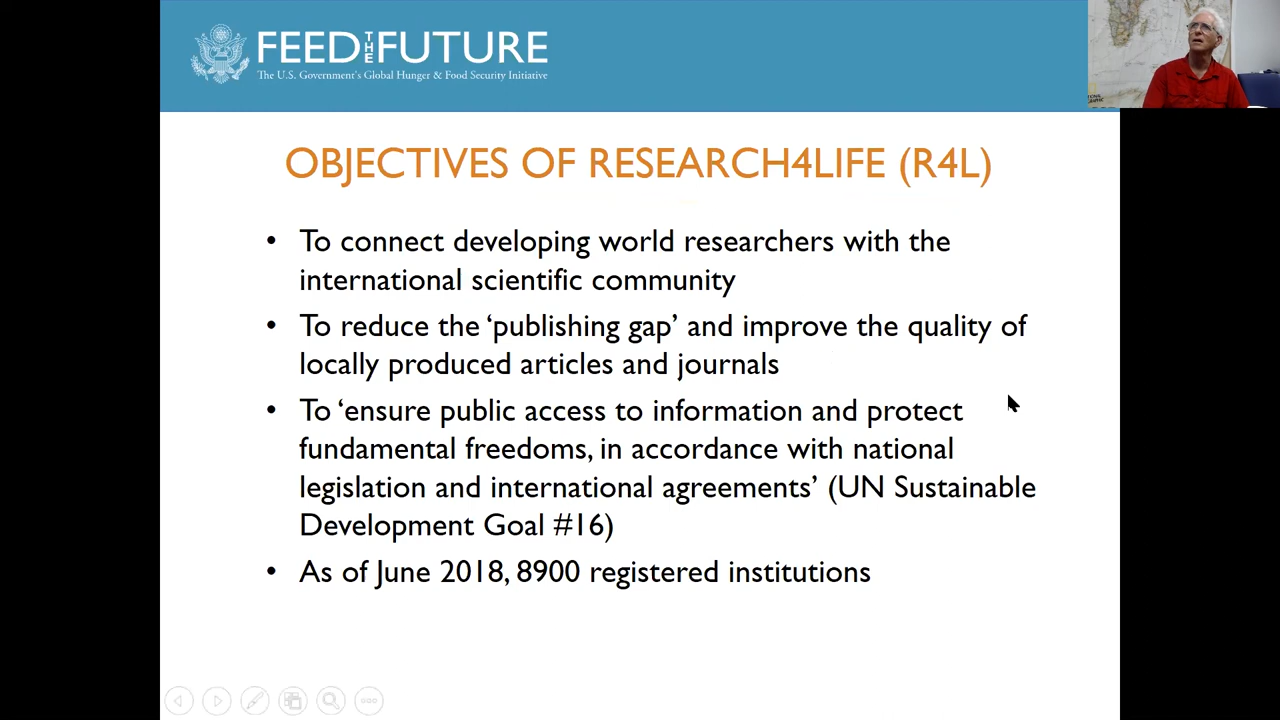 FEED THE FUTURE
The U.S. Government's Global Hunger & Food Security Initiative
OBJECTIVES OF RESEARCH4LIFE (R4L)
• To connect developing world researchers with the
international scientific community
• To reduce the ‘publishing gap’ and improve the quality of
locally produced articles and journals
• To ‘ensure public access to information and protect
fundamental freedoms, in accordance with national
legislation and international agreements’ (UN Sustainable
Development Goal #16)
• As of June 2018, 8900 registered institutions